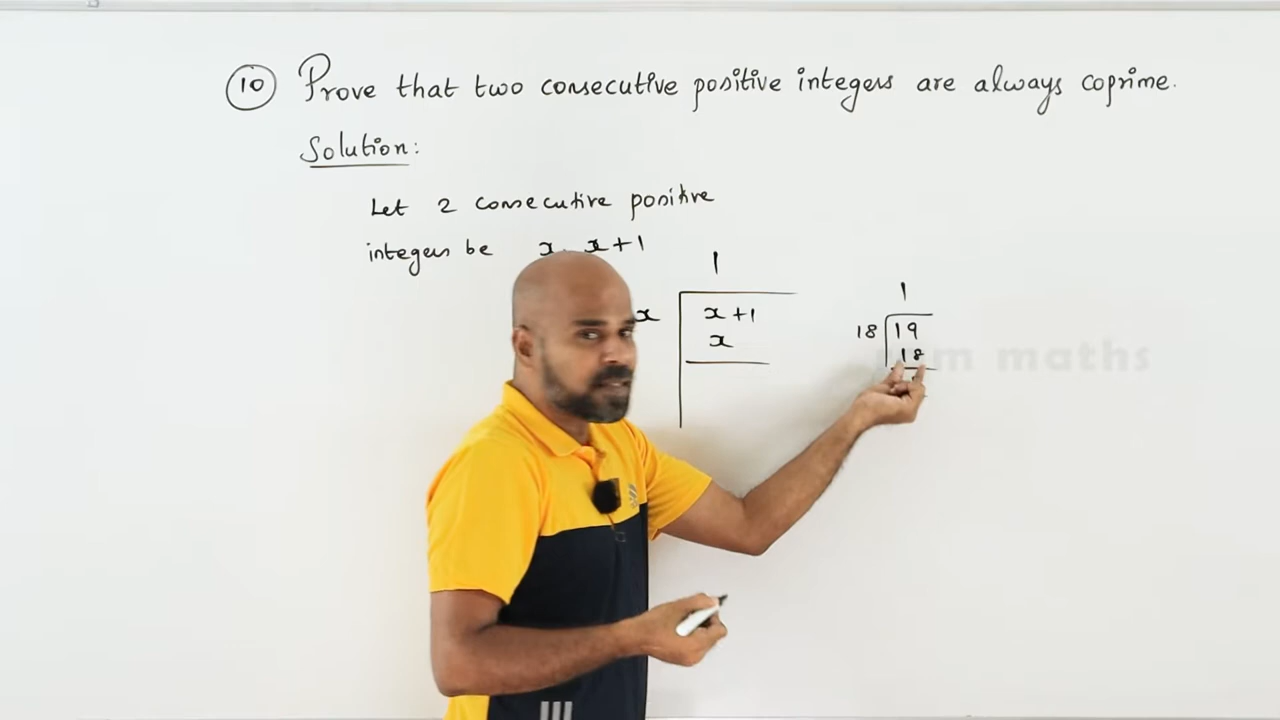 10 Prove that two consecutive positive integers are always coprime.
Solution:
Let 2 consecutive positive
integers be x, x+1
1
x x+1
x
1
18 19
18
maths